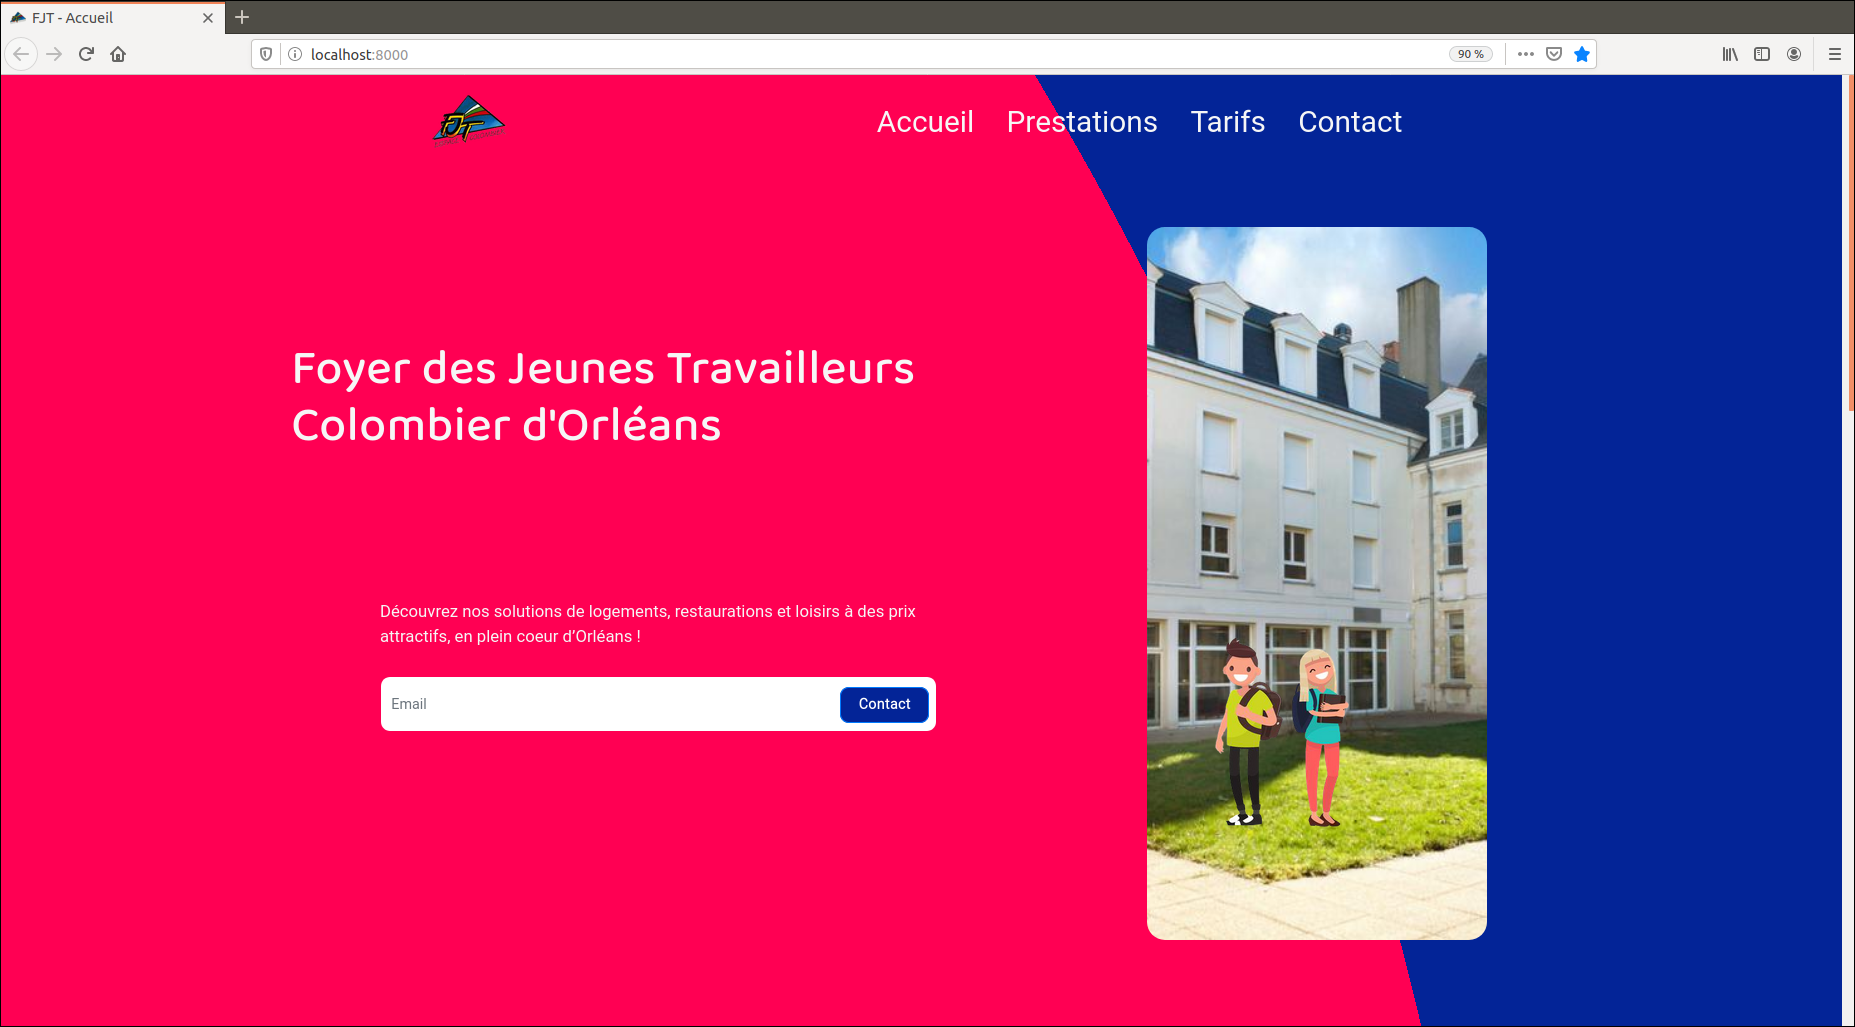 FJT - Accueil
localhost:8000
90 %
FJT
Accueil Prestations Tarifs Contact
Foyer des Jeunes Travailleurs
Colombier d'Orléans
Découvrez nos solutions de logements, restaurations et loisirs à des prix
attractifs, en plein coeur d’Orléans !
Email Contact